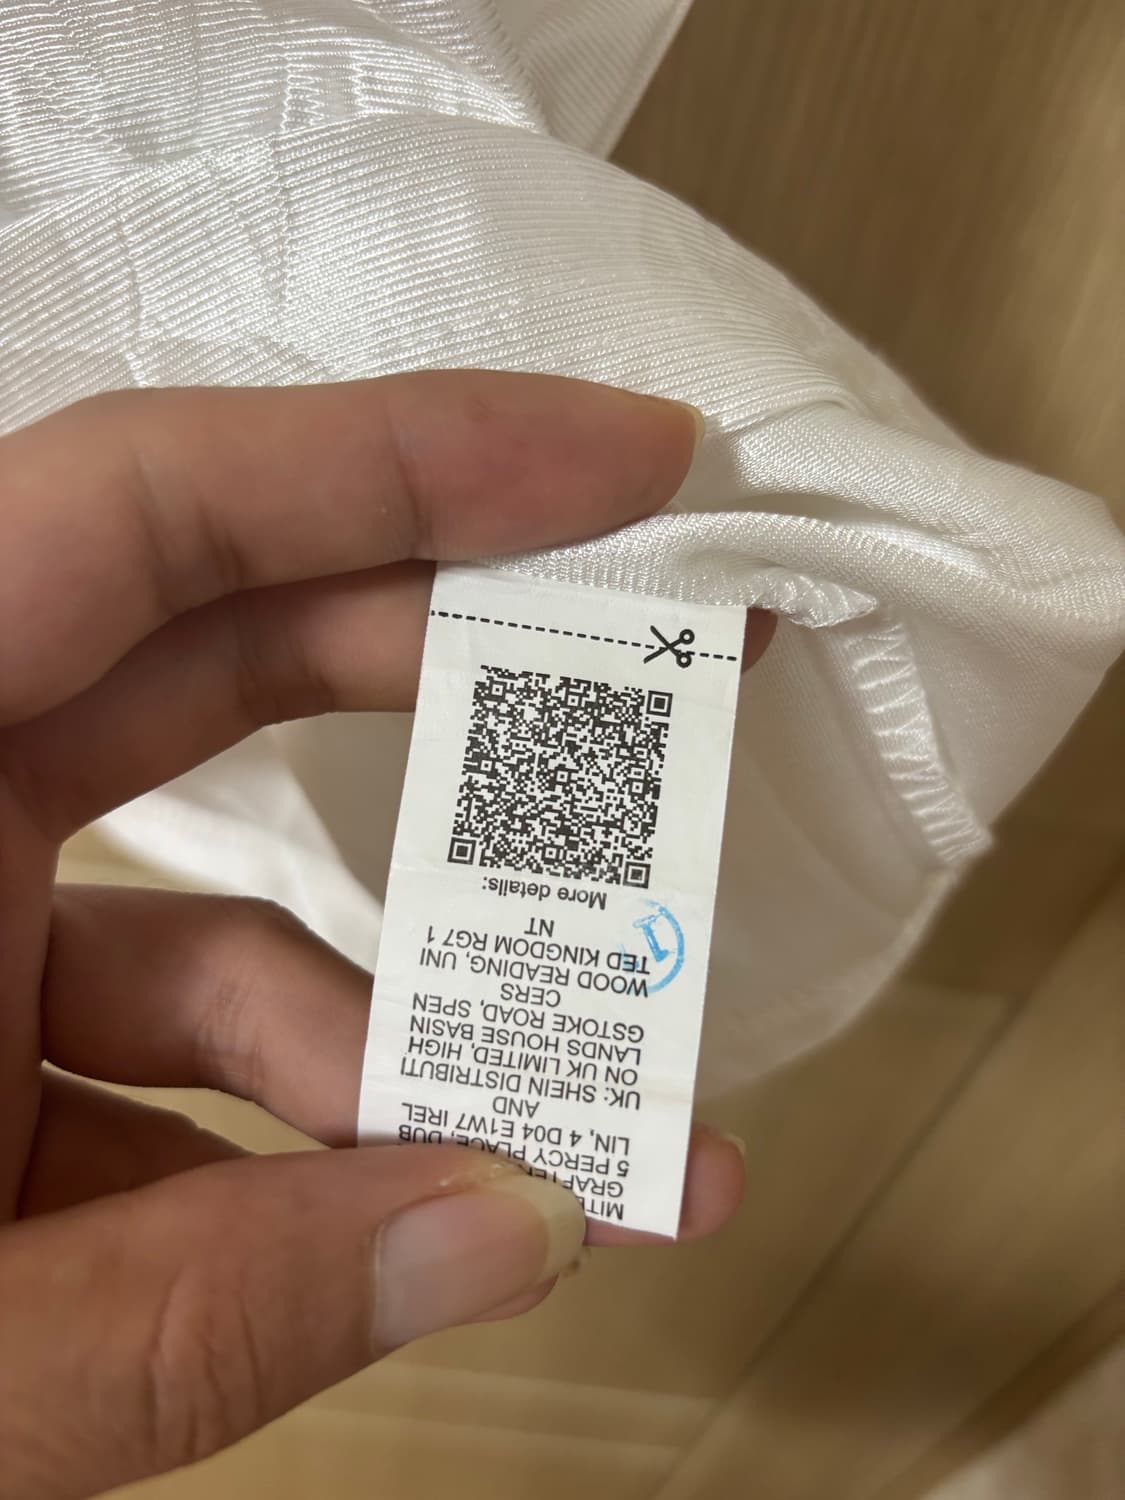 GRAFTE
5 PERCY PLACE, DUB
LIN, 4 D04 E1W7 IREL
AND
UK: SHEIN DISTRIBUTI
ON UK LIMITED, HIGH
LANDS HOUSE BASIN
GSTOKE ROAD, SPEN
CERS
WOOD READING, UNI
TED KINGDOM RG7 1
NT
More details:
1